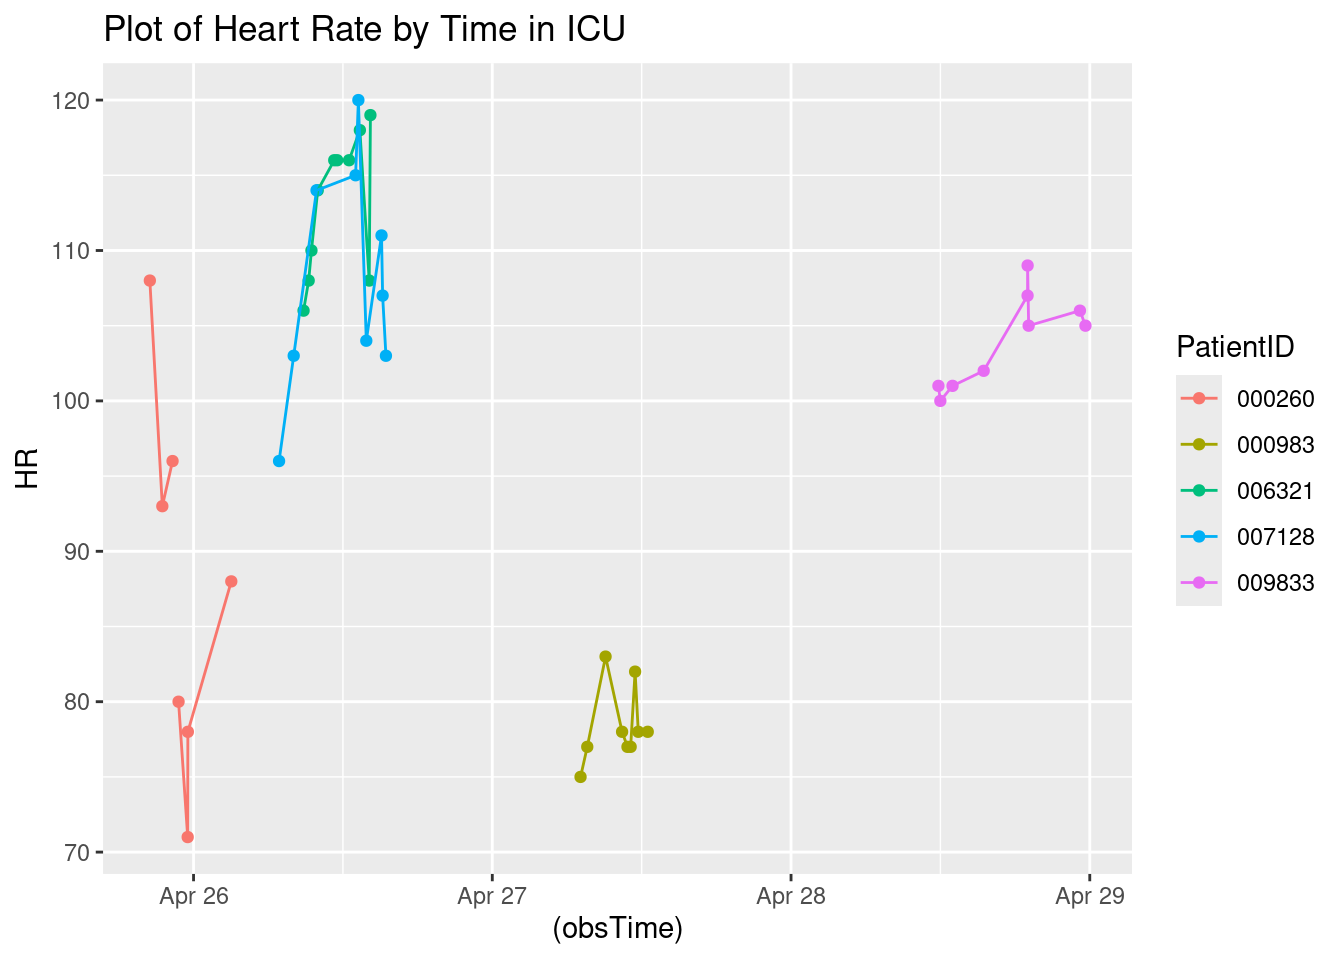 Plot of Heart Rate by Time in ICU
120
110
100
90
80
70
HR
Apr 26
Apr 27
Apr 28
Apr 29
(obsTime)
PatientID
000260
000983
006321
007128
009833